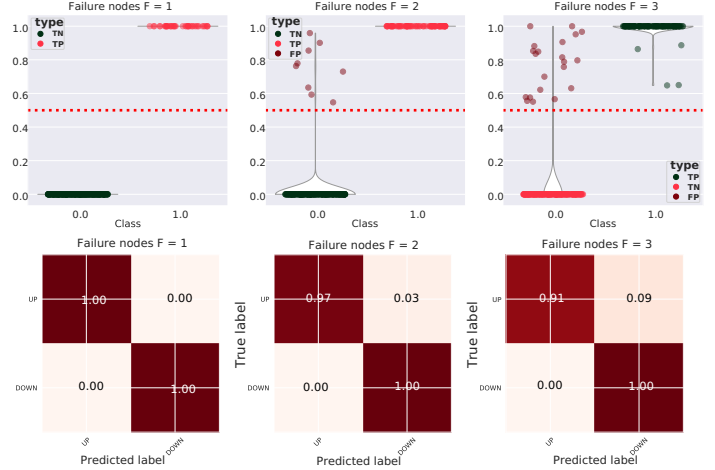 Failure nodes F = 1
Failure nodes F = 2
Failure nodes F = 3
1.0
0.8
0.6
0.4
0.2
0.0
type
TN
TP
0.0
1.0
Class
1.0
0.8
0.6
0.4
0.2
0.0
type
TN
TP
FP
0.0
1.0
Class
1.0
0.8
0.6
0.4
0.2
0.0
type
TP
TN
FP
0.0
1.0
Class
Failure nodes F = 1
UP
DOWN
1.00
0.00
0.00
1.00
UP
DOWN
Predicted label
Failure nodes F = 2
True label
UP
DOWN
0.97
0.03
0.00
1.00
UP
DOWN
Predicted label
Failure nodes F = 3
True label
UP
DOWN
0.91
0.09
0.00
1.00
UP
DOWN
Predicted label